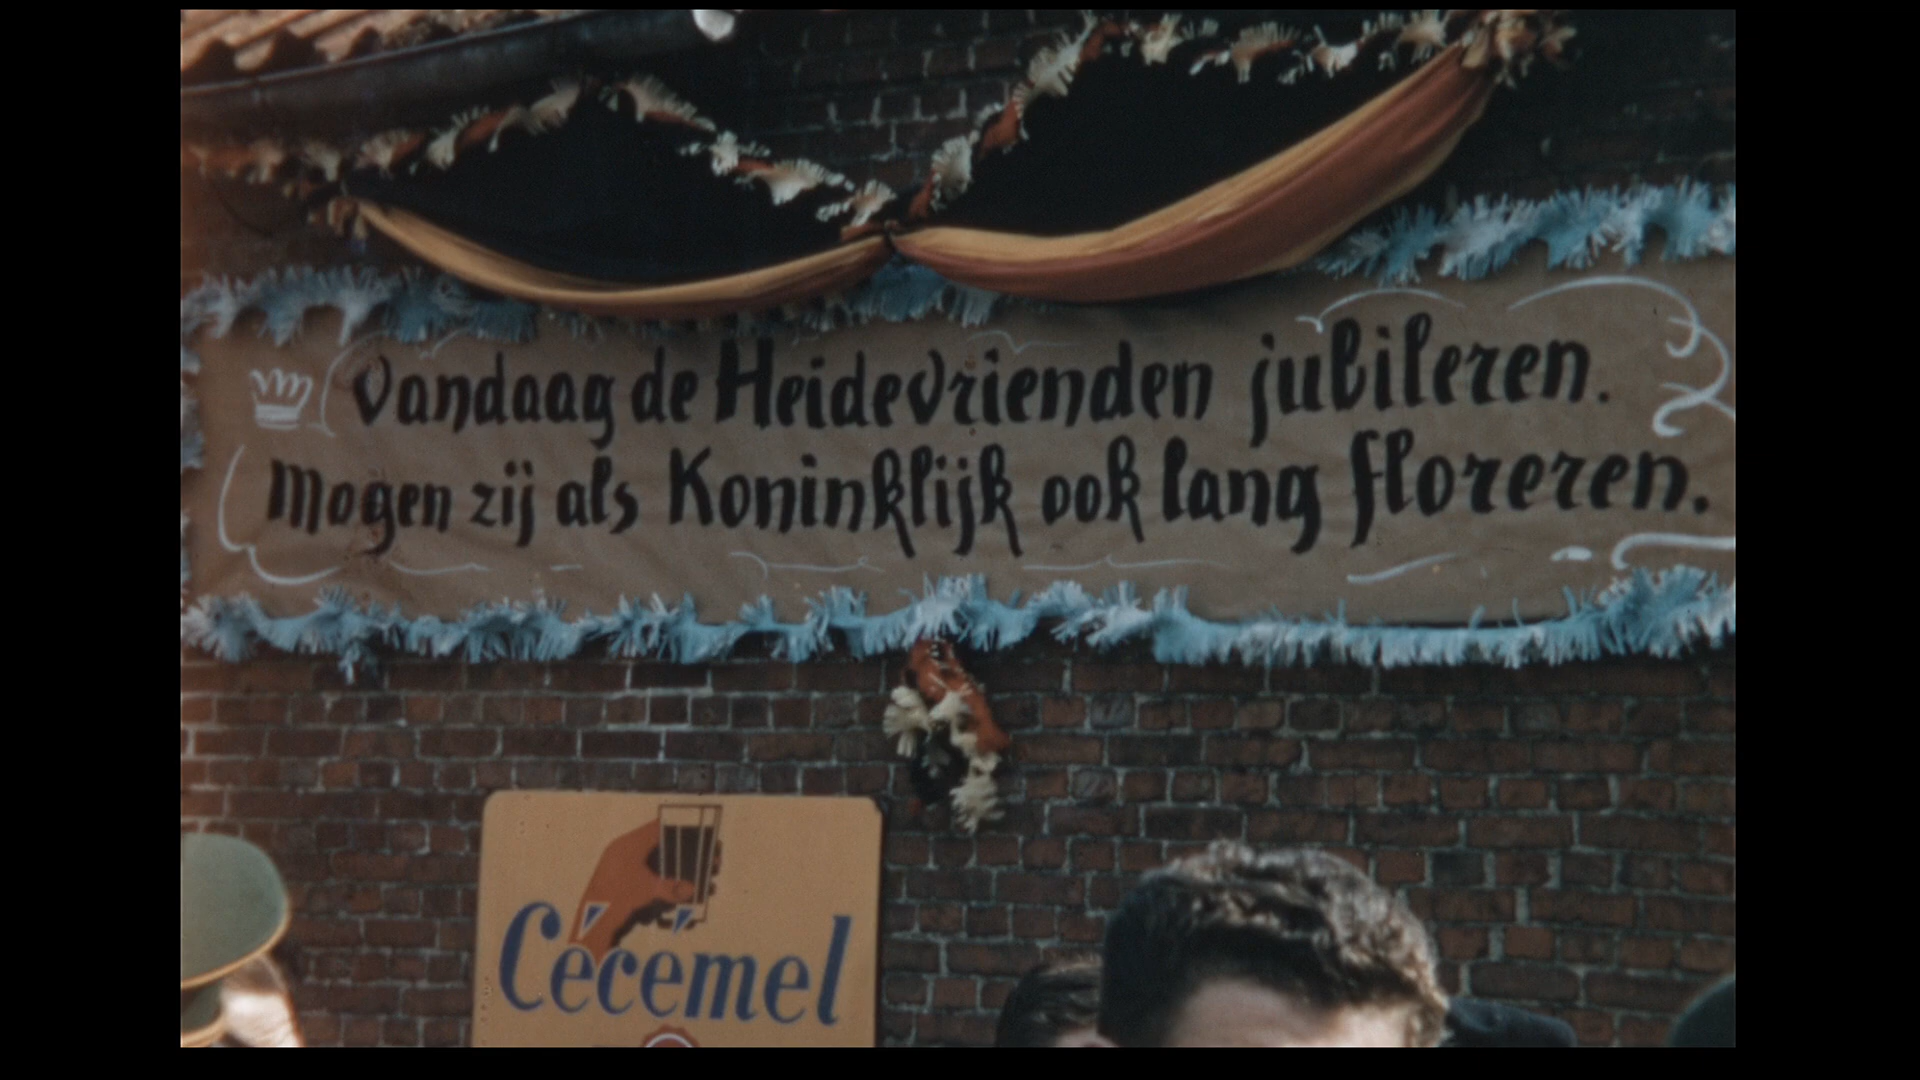 Vandaag de Heidevrienden jubileren.
Mogen zij als Koninklijk ook lang floreren.
Cécémel